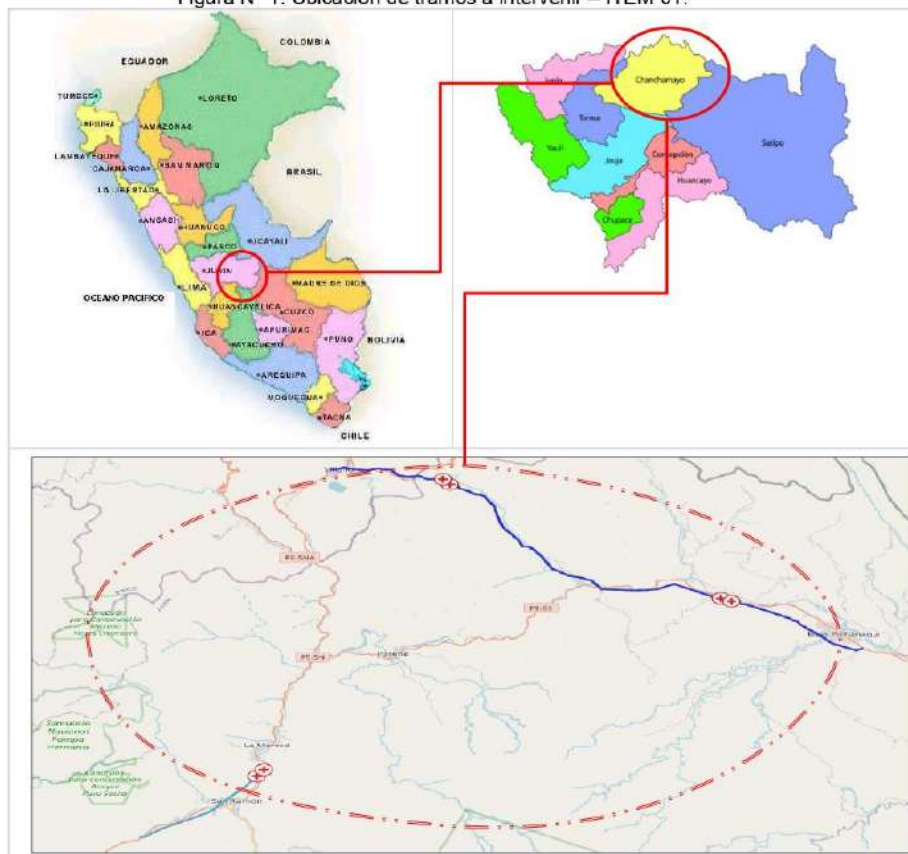 Figura N° 1: Ubicación de tramos a intervenir – ITEM 01.
COLOMBIA
ECUADOR
TUMBES
LORETO
PIURA
AMAZONAS
LAMBAYEQUE
CAJAMARCA
SAN MARTIN
BRASIL
LA LIBERTAD
ANCASH
HUANUCO
PASCO
UCAYALI
JUNIN
LIMA
MADRE DE DIOS
OCEANO PACIFICO
HUANCAVELICA
CUZCO
ICA
APURIMAC
PUNO
BOLIVIA
AYACUCHO
AREQUIPA
MOQUEGUA
TACNA
CHILE
Junín
Chanchamayo
Tarma
Yauli
Jauja
Concepción
Satipo
Huancayo
Chupaca
PE-5NA
PE-5S
PE-5N
Perené
La Merced
San Ramón